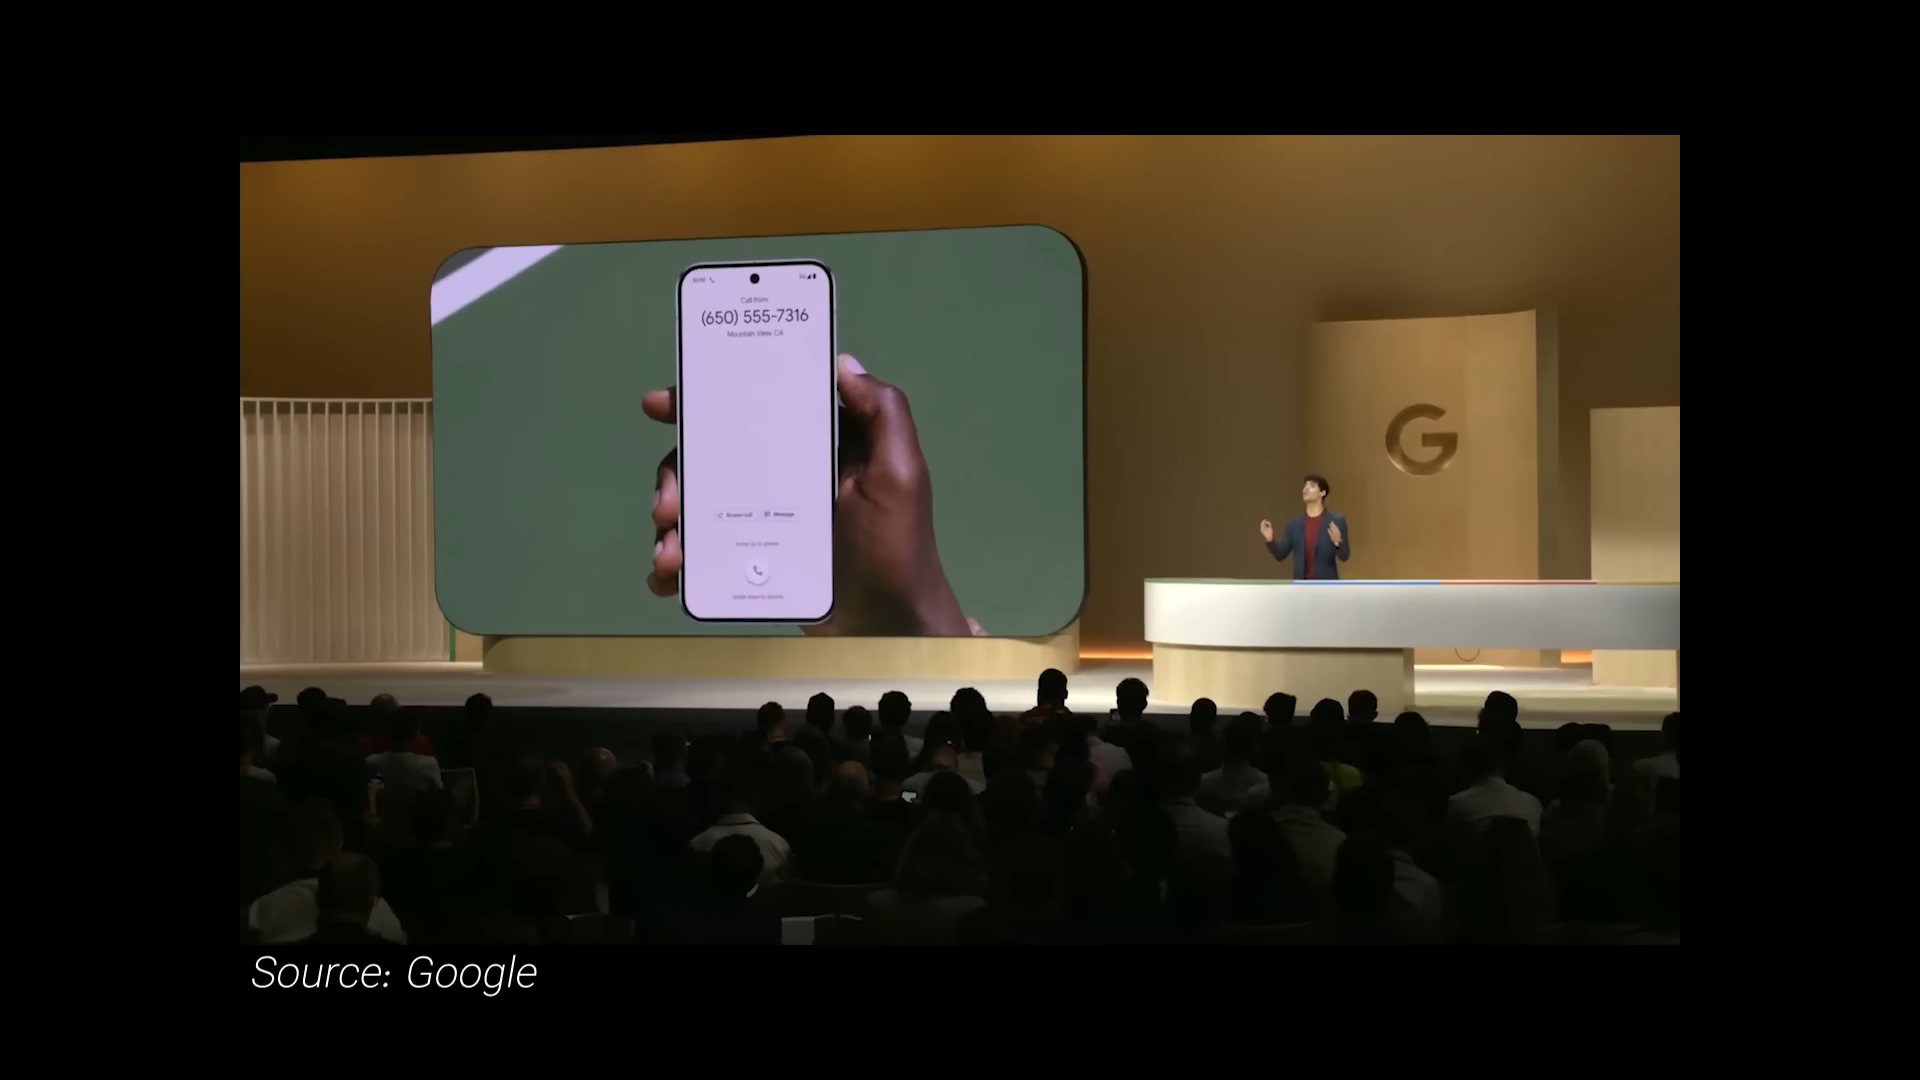 Call from
(650) 555-7316
Mountain View, CA
Screen call Message
G
Source: Google